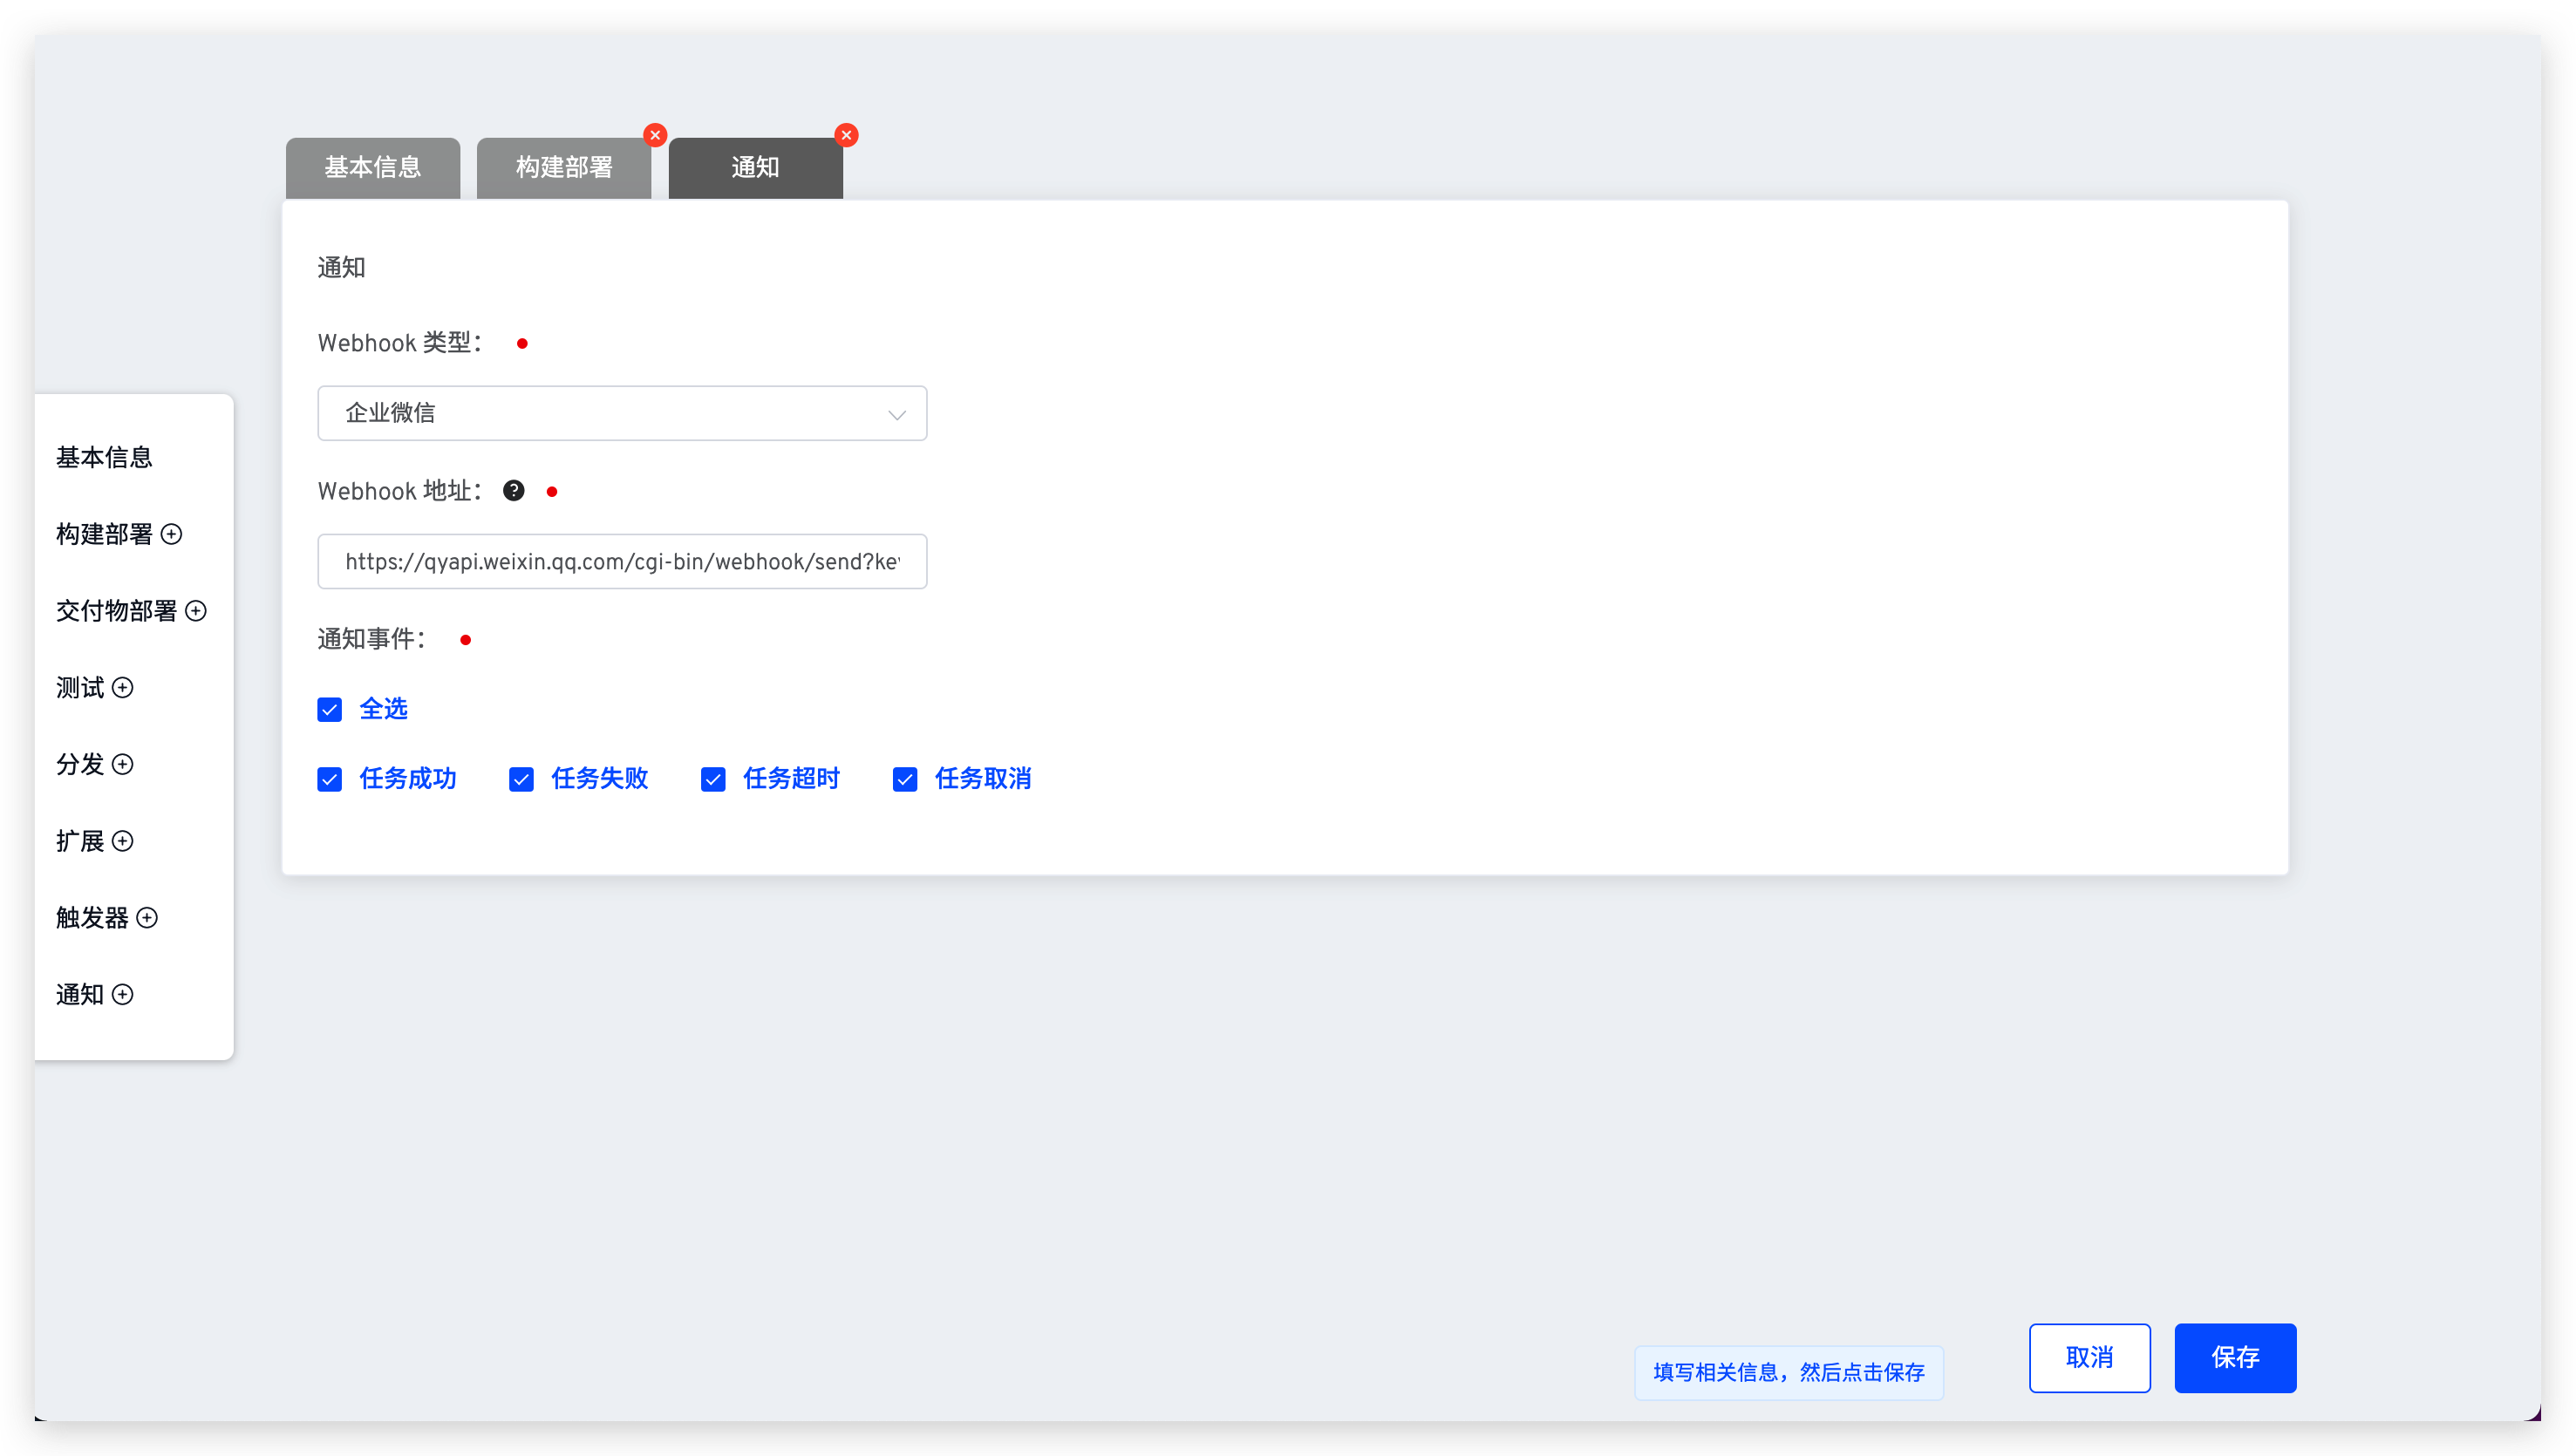 基本信息 构建部署 通知
通知
Webhook 类型：
企业微信
Webhook 地址：
https://qyapi.weixin.qq.com/cgi-bin/webhook/send?key
通知事件：
全选
任务成功 任务失败 任务超时 任务取消
基本信息
构建部署
交付物部署
测试
分发
扩展
触发器
通知
填写相关信息，然后点击保存
取消
保存